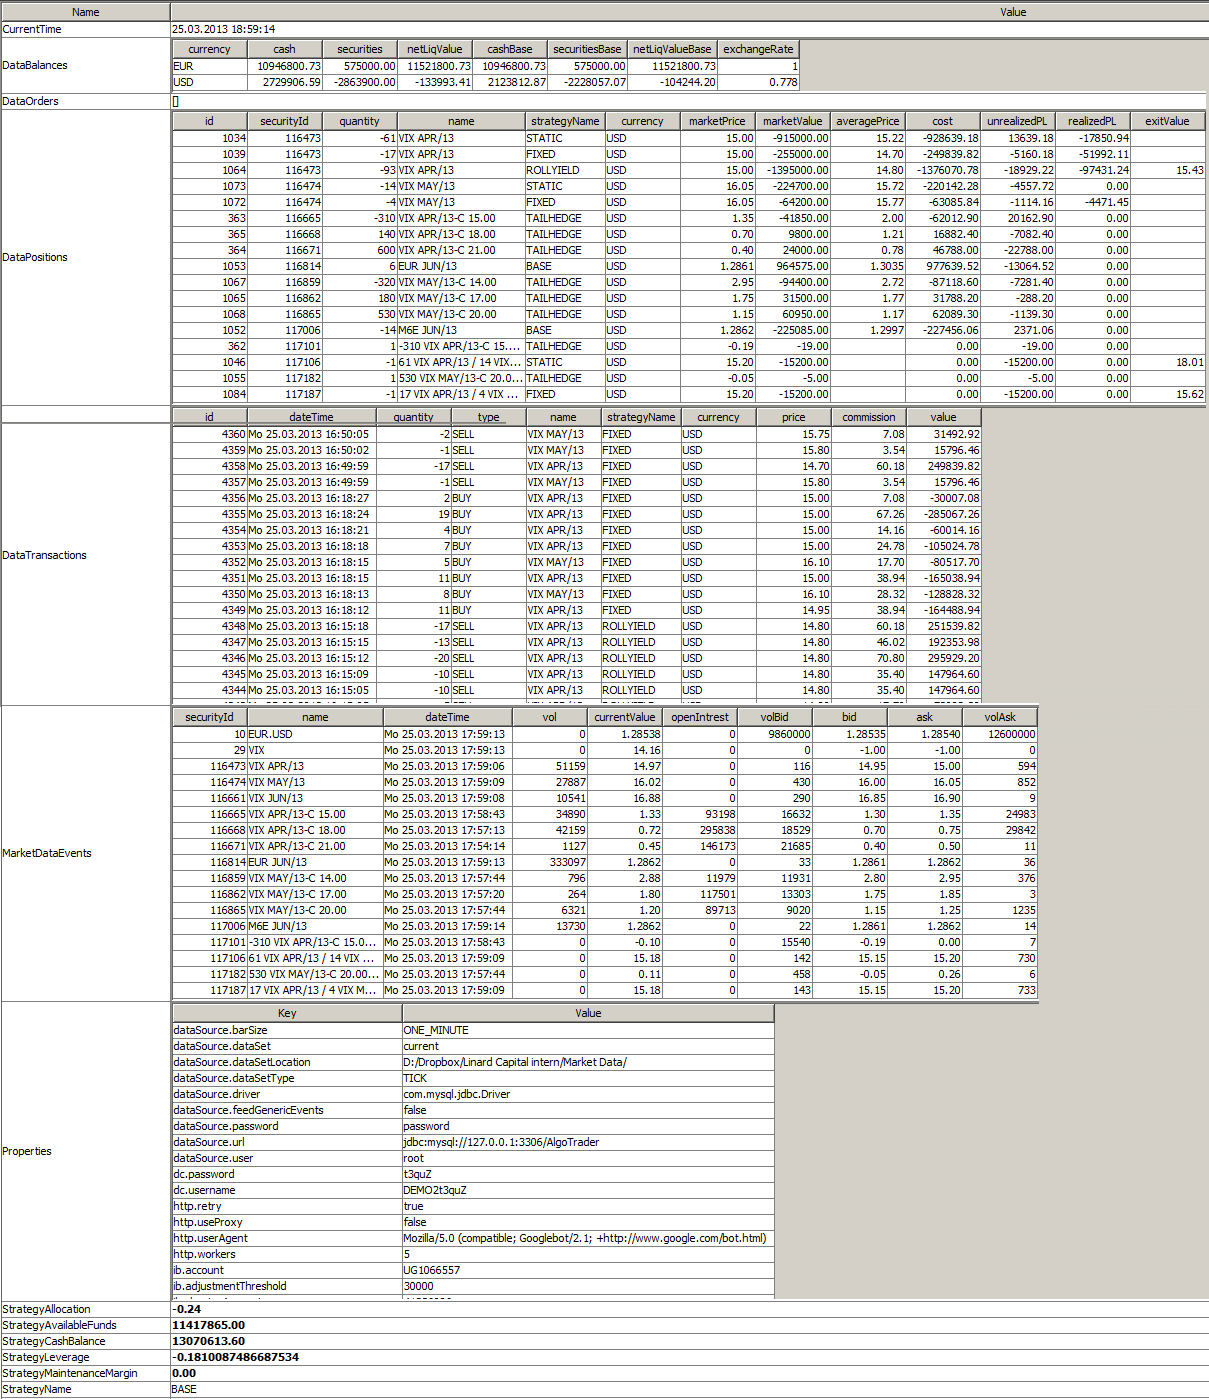 Name Value
CurrentTime 25.03.2013 18:59:14
DataBalances
currency cash securities netLiqValue cashBase securitiesBase netLiqValueBase exchangeRate
EUR 10946800.73 575000.00 11521800.73 10946800.73 575000.00 11521800.73 1
USD 2729906.59 -2863900.00 -133993.41 2123812.87 -2228057.07 -104244.20 0.778
DataOrders []
DataPositions
id securityId quantity name strategyName currency marketPrice marketValue averagePrice cost unrealizedPL realizedPL exitValue
1034 116473 -61 VIX APR/13 STATIC USD 15.00 -915000.00 15.22 -928639.18 13639.18 -17850.94
1039 116473 -17 VIX APR/13 FIXED USD 15.00 -255000.00 14.70 -249839.82 -5160.18 -51992.11
1064 116473 -93 VIX APR/13 ROLLYIELD USD 15.00 -1395000.00 14.80 -1376070.78 -18929.22 -97431.24 15.43
1073 116474 -14 VIX MAY/13 STATIC USD 16.05 -224700.00 15.72 -220142.28 -4557.72 0.00
1072 116474 -4 VIX MAY/13 FIXED USD 16.05 -64200.00 15.77 -63085.84 -1114.16 -4471.45
363 116665 -310 VIX APR/13-C 15.00 TAILHEDGE USD 1.35 -41850.00 2.00 -62012.90 20162.90 0.00
365 116668 140 VIX APR/13-C 18.00 TAILHEDGE USD 0.70 9800.00 1.21 16882.40 -7082.40 0.00
364 116671 600 VIX APR/13-C 21.00 TAILHEDGE USD 0.40 24000.00 0.78 46788.00 -22788.00 0.00
1053 116814 6 EUR JUN/13 BASE USD 1.2861 964575.00 1.3035 977639.52 -13064.52 0.00
1067 116859 -320 VIX MAY/13-C 14.00 TAILHEDGE USD 2.95 -94400.00 2.72 -87118.60 -7281.40 0.00
1065 116862 180 VIX MAY/13-C 17.00 TAILHEDGE USD 1.75 31500.00 1.77 31788.20 -288.20 0.00
1068 116865 530 VIX MAY/13-C 20.00 TAILHEDGE USD 1.15 60950.00 1.17 62089.30 -1139.30 0.00
1052 117006 -14 M6E JUN/13 BASE USD 1.2862 -225085.00 1.2997 -227456.06 2371.06 0.00
362 117101 1 -310 VIX APR/13-C 15.... TAILHEDGE USD -0.19 -19.00 0.00 -19.00 0.00
1046 117106 -1 61 VIX APR/13 / 14 VIX... STATIC USD 15.20 -15200.00 0.00 -15200.00 0.00 18.01
1055 117182 1 530 VIX MAY/13-C 20.0... TAILHEDGE USD -0.05 -5.00 0.00 -5.00 0.00
1084 117187 -1 17 VIX APR/13 / 4 VIX ... FIXED USD 15.20 -15200.00 0.00 -15200.00 0.00 15.62
DataTransactions
id dateTime quantity type name strategyName currency price commission value
4360 Mo 25.03.2013 16:50:05 -2 SELL VIX MAY/13 FIXED USD 15.75 7.08 31492.92
4359 Mo 25.03.2013 16:50:02 -1 SELL VIX MAY/13 FIXED USD 15.80 3.54 15796.46
4358 Mo 25.03.2013 16:49:59 -17 SELL VIX APR/13 FIXED USD 14.70 60.18 249839.82
4357 Mo 25.03.2013 16:49:59 -1 SELL VIX MAY/13 FIXED USD 15.80 3.54 15796.46
4356 Mo 25.03.2013 16:18:27 2 BUY VIX APR/13 FIXED USD 15.00 7.08 -30007.08
4355 Mo 25.03.2013 16:18:24 19 BUY VIX APR/13 FIXED USD 15.00 67.26 -285067.26
4354 Mo 25.03.2013 16:18:21 4 BUY VIX APR/13 FIXED USD 15.00 14.16 -60014.16
4353 Mo 25.03.2013 16:18:18 7 BUY VIX APR/13 FIXED USD 15.00 24.78 -105024.78
4352 Mo 25.03.2013 16:18:15 5 BUY VIX MAY/13 FIXED USD 16.10 17.70 -80517.70
4351 Mo 25.03.2013 16:18:15 11 BUY VIX APR/13 FIXED USD 15.00 38.94 -165038.94
4350 Mo 25.03.2013 16:18:13 8 BUY VIX MAY/13 FIXED USD 16.10 28.32 -128828.32
4349 Mo 25.03.2013 16:18:12 11 BUY VIX APR/13 FIXED USD 14.95 38.94 -164488.94
4348 Mo 25.03.2013 16:15:18 -17 SELL VIX APR/13 ROLLYIELD USD 14.80 60.18 251539.82
4347 Mo 25.03.2013 16:15:15 -13 SELL VIX APR/13 ROLLYIELD USD 14.80 46.02 192353.98
4346 Mo 25.03.2013 16:15:12 -20 SELL VIX APR/13 ROLLYIELD USD 14.80 70.80 295929.20
4345 Mo 25.03.2013 16:15:09 -10 SELL VIX APR/13 ROLLYIELD USD 14.80 35.40 147964.60
4344 Mo 25.03.2013 16:15:05 -10 SELL VIX APR/13 ROLLYIELD USD 14.80 35.40 147964.60
MarketDataEvents
securityId name dateTime vol currentValue openIntrest volBid bid ask volAsk
10 EUR.USD Mo 25.03.2013 17:59:13 0 1.28538 0 9860000 1.28535 1.28540 12600000
29 VIX Mo 25.03.2013 17:59:13 0 14.16 0 0 -1.00 -1.00 0
116473 VIX APR/13 Mo 25.03.2013 17:59:06 51159 14.97 0 116 14.95 15.00 594
116474 VIX MAY/13 Mo 25.03.2013 17:59:09 27887 16.02 0 430 16.00 16.05 852
116661 VIX JUN/13 Mo 25.03.2013 17:59:08 10541 16.88 0 290 16.85 16.90 9
116665 VIX APR/13-C 15.00 Mo 25.03.2013 17:58:43 34890 1.33 93198 16632 1.30 1.35 24983
116668 VIX APR/13-C 18.00 Mo 25.03.2013 17:57:13 42159 0.72 295838 18529 0.70 0.75 29842
116671 VIX APR/13-C 21.00 Mo 25.03.2013 17:54:14 1127 0.45 146173 21685 0.40 0.50 11
116814 EUR JUN/13 Mo 25.03.2013 17:59:13 333097 1.2862 0 33 1.2861 1.2862 36
116859 VIX MAY/13-C 14.00 Mo 25.03.2013 17:57:44 796 2.88 11979 11931 2.80 2.95 376
116862 VIX MAY/13-C 17.00 Mo 25.03.2013 17:57:20 264 1.80 117501 13303 1.75 1.85 3
116865 VIX MAY/13-C 20.00 Mo 25.03.2013 17:57:44 6321 1.20 89713 9020 1.15 1.25 1235
117006 M6E JUN/13 Mo 25.03.2013 17:59:14 13730 1.2862 0 22 1.2861 1.2862 14
117101 -310 VIX APR/13-C 15.0... Mo 25.03.2013 17:58:43 0 -0.10 0 15540 -0.19 0.00 7
117106 61 VIX APR/13 / 14 VIX ... Mo 25.03.2013 17:59:09 0 15.18 0 142 15.15 15.20 730
117182 530 VIX MAY/13-C 20.00... Mo 25.03.2013 17:57:44 0 0.11 0 458 -0.05 0.26 6
117187 17 VIX APR/13 / 4 VIX M... Mo 25.03.2013 17:59:09 0 15.18 0 143 15.15 15.20 733
Properties
Key Value
dataSource.barSize ONE_MINUTE
dataSource.dataSet current
dataSource.dataSetLocation D:/Dropbox/Linard Capital intern/Market Data/
dataSource.dataSetType TICK
dataSource.driver com.mysql.jdbc.Driver
dataSource.feedGenericEvents false
dataSource.password password
dataSource.url jdbc:mysql://127.0.0.1:3306/AlgoTrader
dataSource.user root
dc.password t3quZ
dc.username DEMO2t3quZ
http.retry true
http.useProxy false
http.userAgent Mozilla/5.0 (compatible; Googlebot/2.1; +http://www.google.com/bot.html)
http.workers 5
ib.account UG1066557
ib.adjustmentThreshold 30000
StrategyAllocation -0.24
StrategyAvailableFunds 11417865.00
StrategyCashBalance 13070613.60
StrategyLeverage -0.1810087486687534
StrategyMaintenanceMargin 0.00
StrategyName BASE